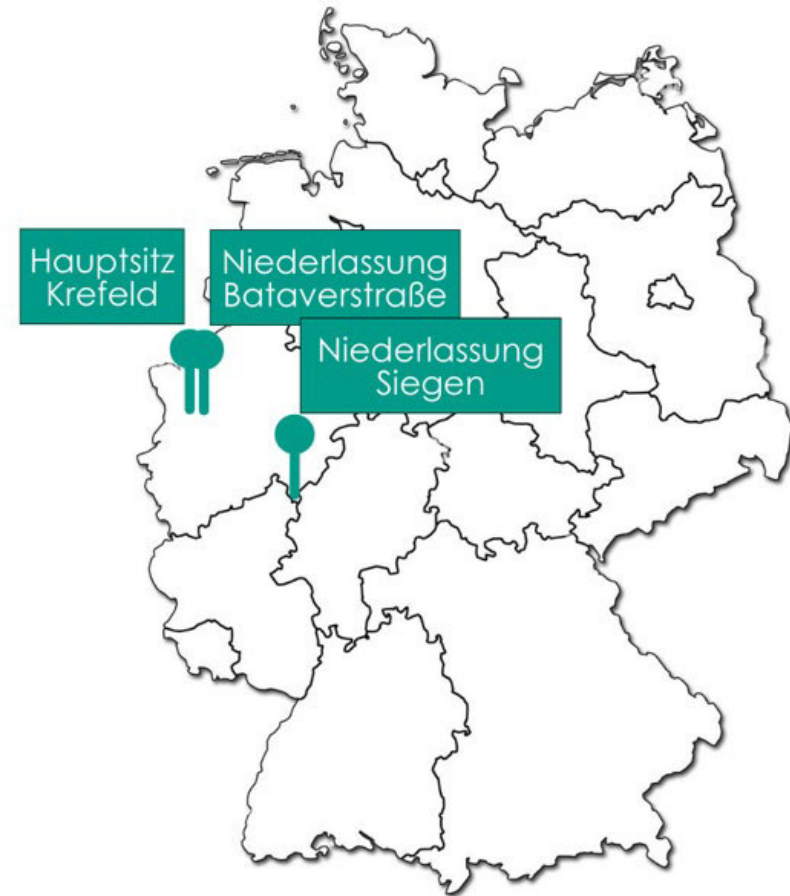 Hauptsitz
Krefeld
Niederlassung
Bataverstraße
Niederlassung
Siegen